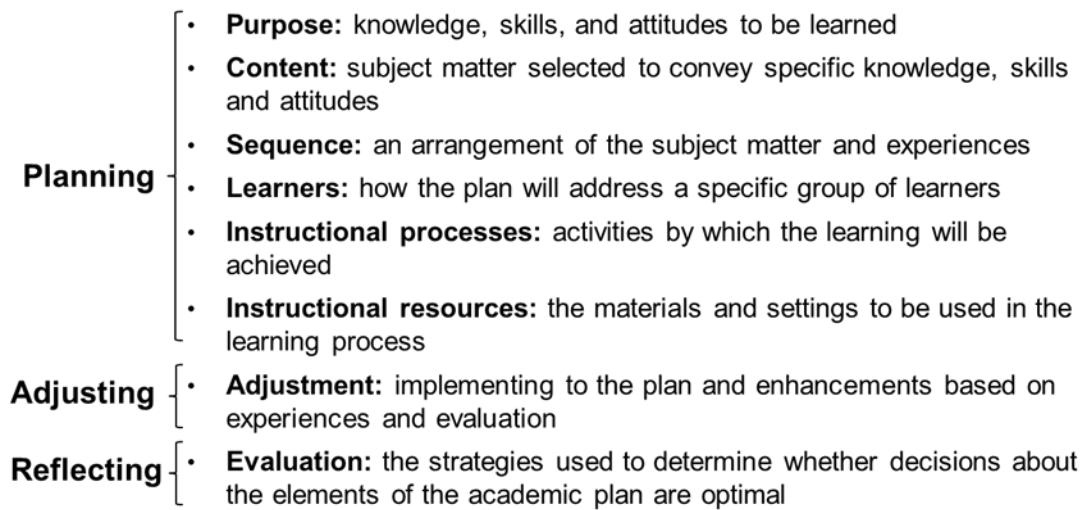 Planning
• Purpose: knowledge, skills, and attitudes to be learned
• Content: subject matter selected to convey specific knowledge, skills
and attitudes
• Sequence: an arrangement of the subject matter and experiences
• Learners: how the plan will address a specific group of learners
• Instructional processes: activities by which the learning will be
achieved
• Instructional resources: the materials and settings to be used in the
learning process
Adjusting
• Adjustment: implementing to the plan and enhancements based on
experiences and evaluation
Reflecting
• Evaluation: the strategies used to determine whether decisions about
the elements of the academic plan are optimal